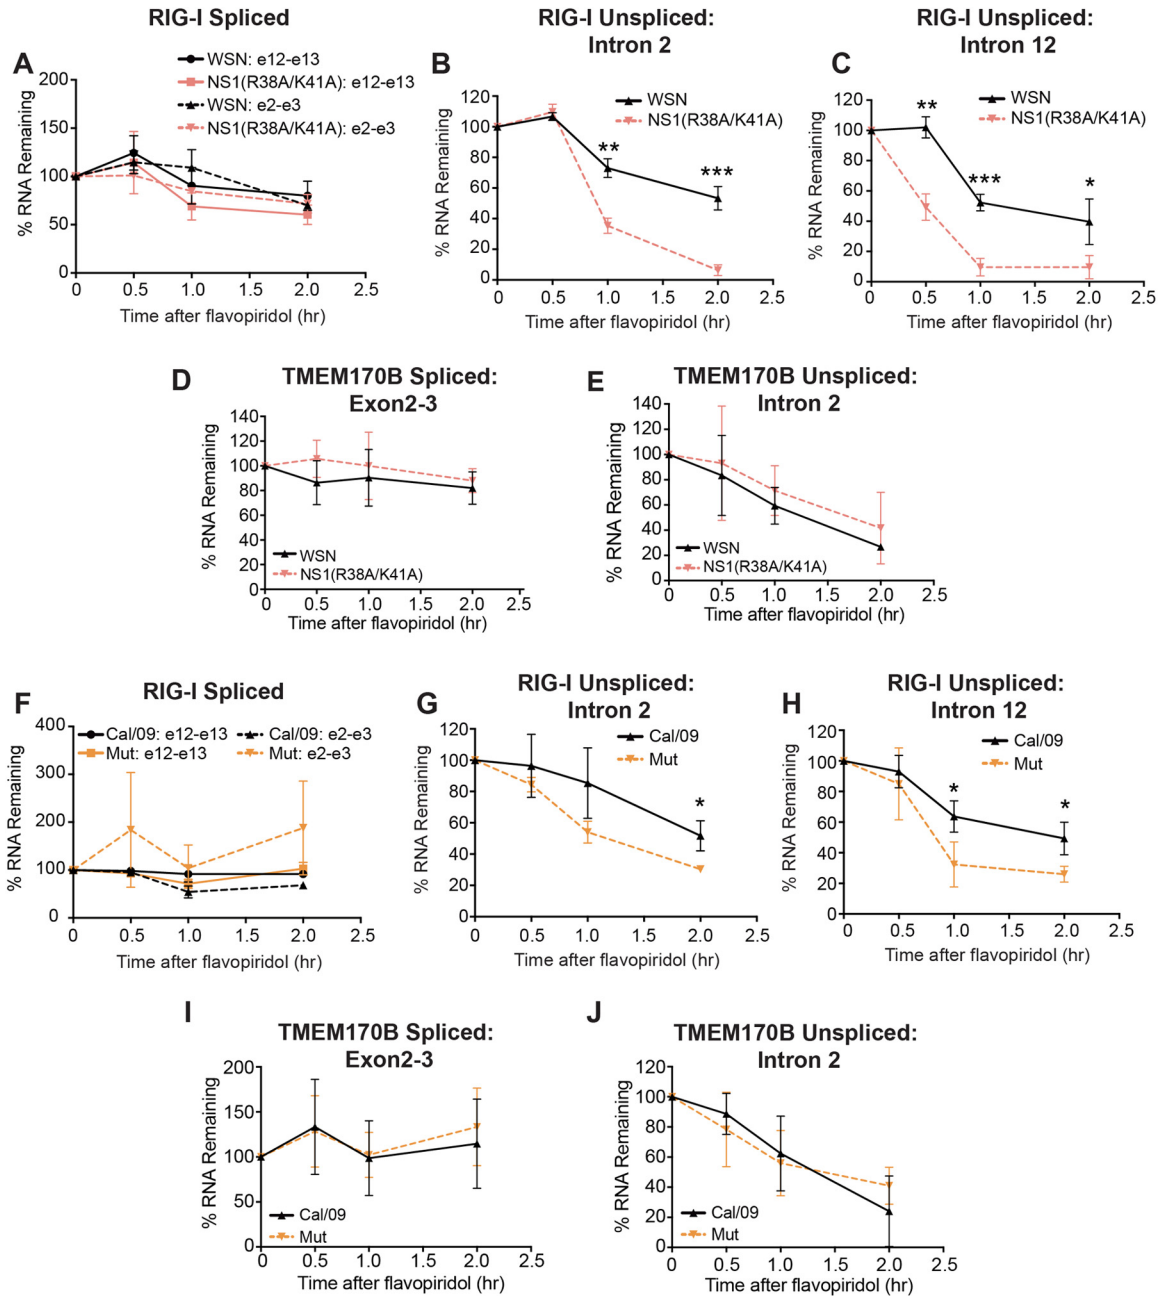 RIG-I Spliced
RIG-I Unspliced:
Intron 2
RIG-I Unspliced:
Intron 12
A
WSN: e12-e13
NS1(R38A/K41A): e12-e13
WSN: e2-e3
NS1(R38A/K41A): e2-e3
% RNA Remaining
200
150
100
50
0
0 0.5 1.0 1.5 2.0 2.5
Time after flavopiridol (hr)
B
WSN
NS1(R38A/K41A)
% RNA Remaining
120
100
80
60
40
20
0
** ***
0 0.5 1.0 1.5 2.0 2.5
Time after flavopiridol (hr)
C
WSN
NS1(R38A/K41A)
% RNA Remaining
120
100
80
60
40
20
0
** *** *
0 0.5 1.0 1.5 2.0 2.5
Time after flavopiridol (hr)
D
TMEM170B Spliced:
Exon2-3
% RNA Remaining
140
120
100
80
60
40
20
0
WSN
NS1(R38A/K41A)
0 0.5 1.0 1.5 2.0 2.5
Time after flavopiridol (hr)
E
TMEM170B Unspliced:
Intron 2
% RNA Remaining
140
120
100
80
60
40
20
0
WSN
NS1(R38A/K41A)
0 0.5 1.0 1.5 2.0 2.5
Time after flavopiridol (hr)
F
RIG-I Spliced
Cal/09: e12-e13 Cal/09: e2-e3
Mut: e12-e13 Mut: e2-e3
% RNA Remaining
400
300
200
100
0
0 0.5 1.0 1.5 2.0 2.5
Time after flavopiridol (hr)
G
RIG-I Unspliced:
Intron 2
Cal/09
Mut
% RNA Remaining
120
100
80
60
40
20
0
*
0 0.5 1.0 1.5 2.0 2.5
Time after flavopiridol (hr)
H
RIG-I Unspliced:
Intron 12
Cal/09
Mut
% RNA Remaining
120
100
80
60
40
20
0
* *
0 0.5 1.0 1.5 2.0 2.5
Time after flavopiridol (hr)
I
TMEM170B Spliced:
Exon2-3
% RNA Remaining
200
150
100
50
0
Cal/09
Mut
0 0.5 1.0 1.5 2.0 2.5
Time after flavopiridol (hr)
J
TMEM170B Unspliced:
Intron 2
% RNA Remaining
120
100
80
60
40
20
0
Cal/09
Mut
0 0.5 1.0 1.5 2.0 2.5
Time after flavopiridol (hr)